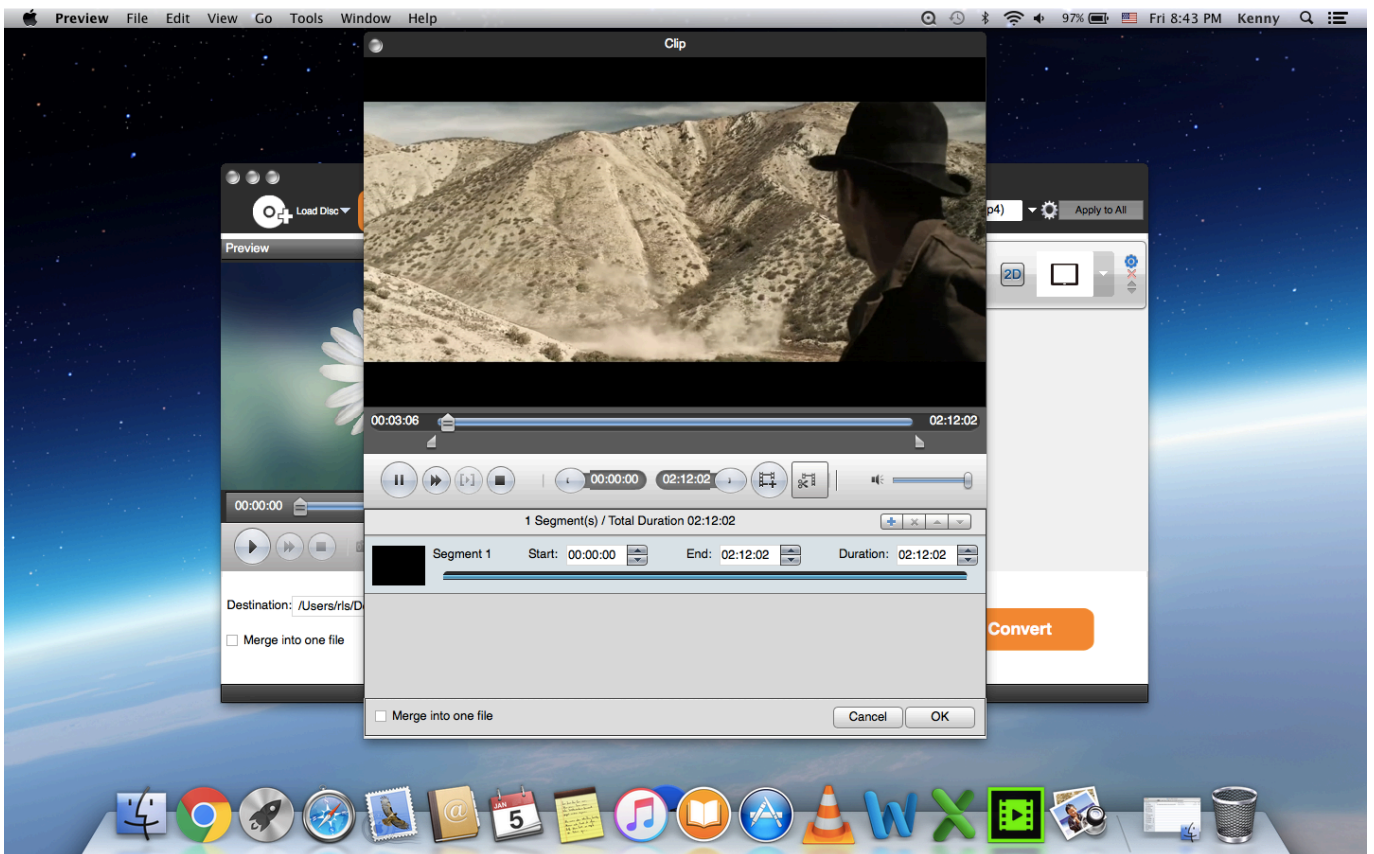 Preview File Edit View Go Tools Window Help 97% Fri 8:43 PM Kenny
Clip
Load Disc p4) Apply to All
Preview
2D
00:03:06 02:12:02
00:00:00 02:12:02
00:00:00
1 Segment(s) / Total Duration 02:12:02
Segment 1 Start: 00:00:00 End: 02:12:02 Duration: 02:12:02
Destination: /Users/rls/D
Convert
Merge into one file
Merge into one file Cancel OK
JAN
5